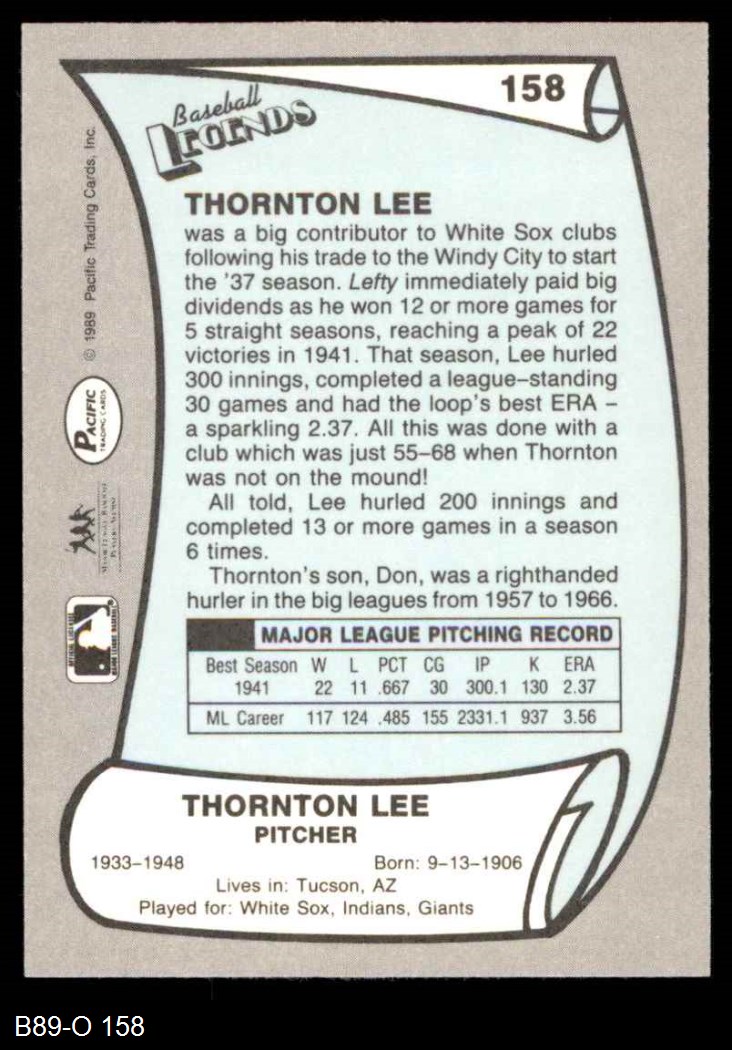 158
Baseball
LEGENDS
THORNTON LEE
was a big contributor to White Sox clubs
following his trade to the Windy City to start
the '37 season. Lefty immediately paid big
dividends as he won 12 or more games for
5 straight seasons, reaching a peak of 22
victories in 1941. That season, Lee hurled
300 innings, completed a league–standing
30 games and had the loop's best ERA –
a sparkling 2.37. All this was done with a
club which was just 55–68 when Thornton
was not on the mound!
All told, Lee hurled 200 innings and
completed 13 or more games in a season
6 times.
Thornton's son, Don, was a righthanded
hurler in the big leagues from 1957 to 1966.
MAJOR LEAGUE PITCHING RECORD
Best Season W L PCT CG IP K ERA
1941 22 11 .667 30 300.1 130 2.37
ML Career 117 124 .485 155 2331.1 937 3.56
THORNTON LEE
PITCHER
1933–1948 Born: 9–13–1906
Lives in: Tucson, AZ
Played for: White Sox, Indians, Giants
© 1989 Pacific Trading Cards, Inc.
PACIFIC
TRADING CARDS
B89-O 158